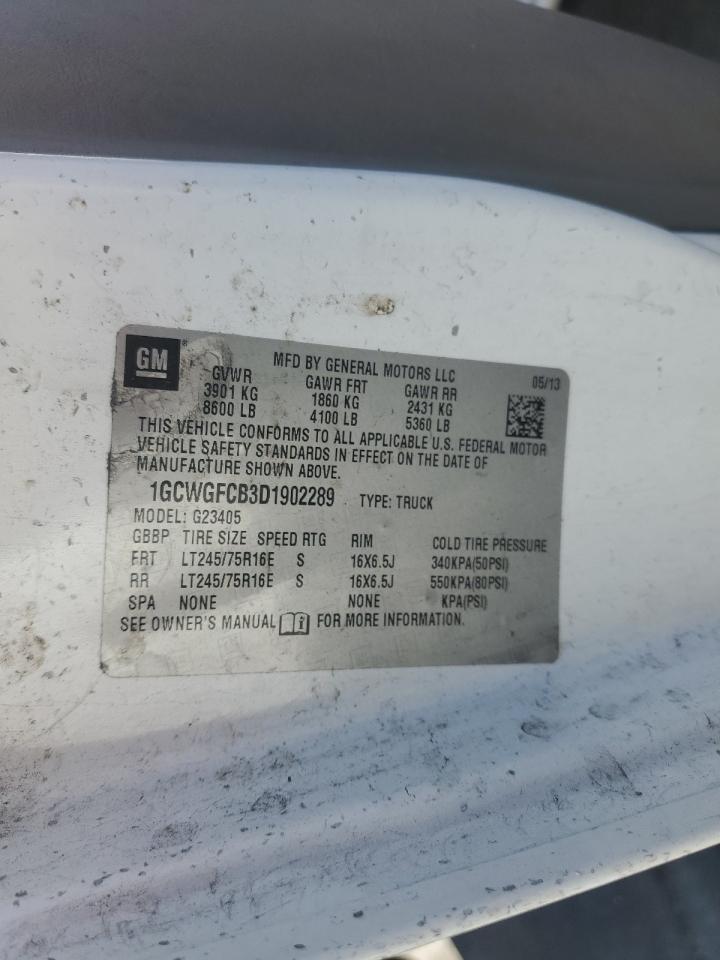 GM ®
MFD BY GENERAL MOTORS LLC 05/13
GVWR GAWR FRT GAWR RR
3901 KG 1860 KG 2431 KG
8600 LB 4100 LB 5360 LB
THIS VEHICLE CONFORMS TO ALL APPLICABLE U.S. FEDERAL MOTOR
VEHICLE SAFETY STANDARDS IN EFFECT ON THE DATE OF
MANUFACTURE SHOWN ABOVE.
1GCWGFCB3D1902289 TYPE: TRUCK
MODEL: G23405
GBBP TIRE SIZE SPEED RTG RIM COLD TIRE PRESSURE
FRT LT245/75R16E S 16X6.5J 340KPA(50PSI)
RR LT245/75R16E S 16X6.5J 550KPA(80PSI)
SPA NONE NONE KPA(PSI)
SEE OWNER'S MANUAL FOR MORE INFORMATION.